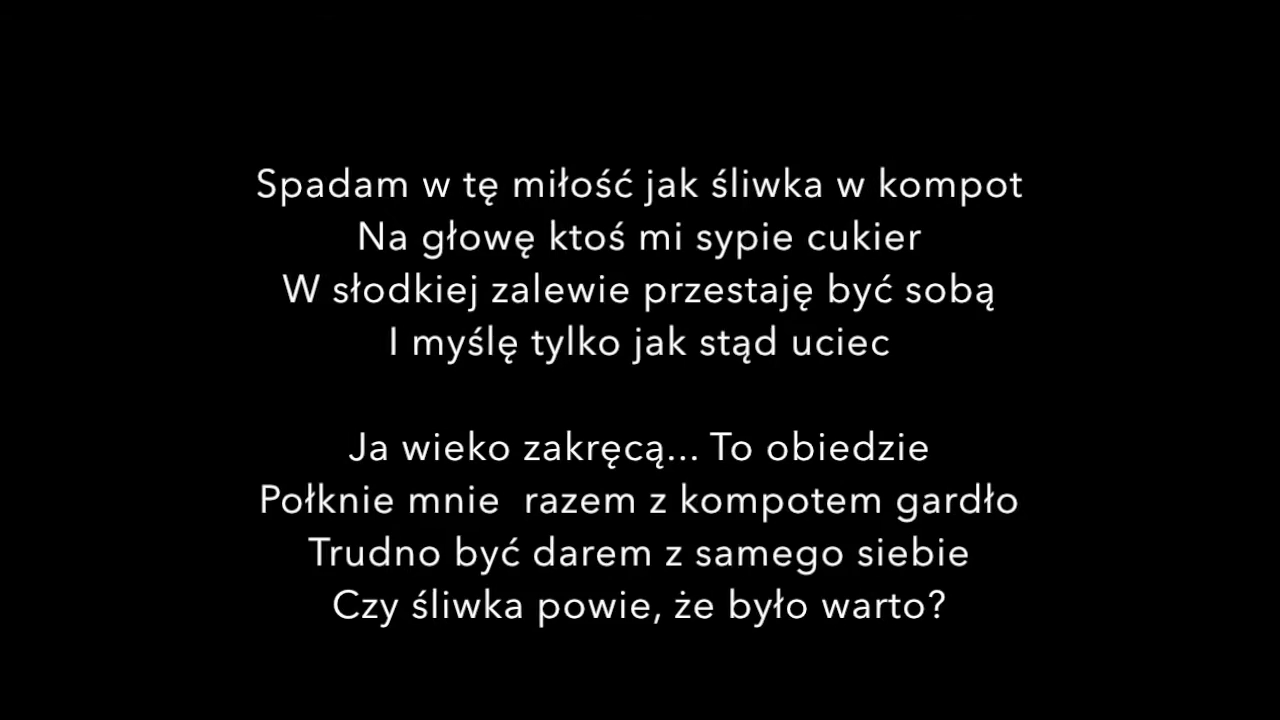 Spadam w tę miłość jak śliwka w kompot
Na głowę ktoś mi sypie cukier
W słodkiej zalewie przestaję być sobą
I myślę tylko jak stąd uciec
Ja wieko zakręcą... To obiedzie
Połknie mnie  razem z kompotem gardło
Trudno być darem z samego siebie
Czy śliwka powie, że było warto?